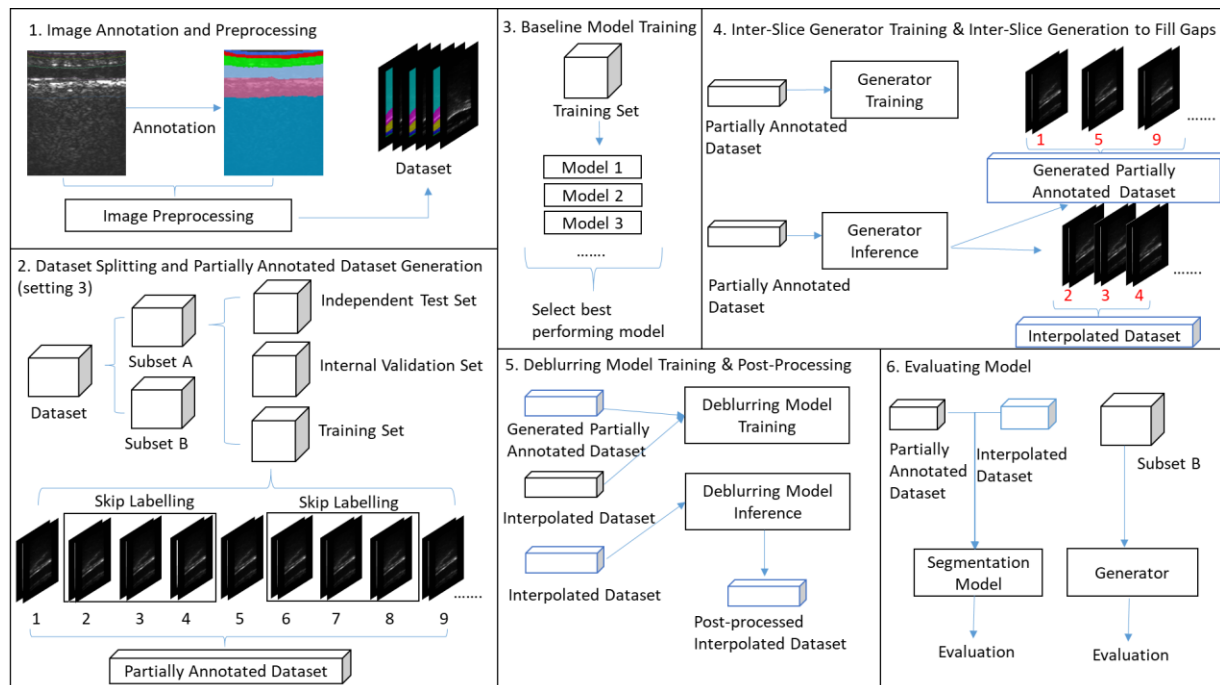 1. Image Annotation and Preprocessing
Annotation
Dataset
Image Preprocessing
2. Dataset Splitting and Partially Annotated Dataset Generation
(setting 3)
Dataset
Subset A
Subset B
Independent Test Set
Internal Validation Set
Training Set
Skip Labelling
Skip Labelling
1 2 3 4 5 6 7 8 9 …….
Partially Annotated Dataset
3. Baseline Model Training
Training Set
Model 1
Model 2
Model 3
…….
Select best
performing model
4. Inter-Slice Generator Training & Inter-Slice Generation to Fill Gaps
Partially Annotated
Dataset
Generator
Training
1 5 9 …….
Generated Partially
Annotated Dataset
Partially Annotated
Dataset
Generator
Inference
2 3 4 …….
Interpolated Dataset
5. Deblurring Model Training & Post-Processing
Generated Partially
Annotated Dataset
Deblurring Model
Training
Interpolated Dataset
Deblurring Model
Inference
Interpolated Dataset
Post-processed
Interpolated Dataset
6. Evaluating Model
Partially
Annotated
Dataset
Interpolated
Dataset
Subset B
Segmentation
Model
Generator
Evaluation
Evaluation